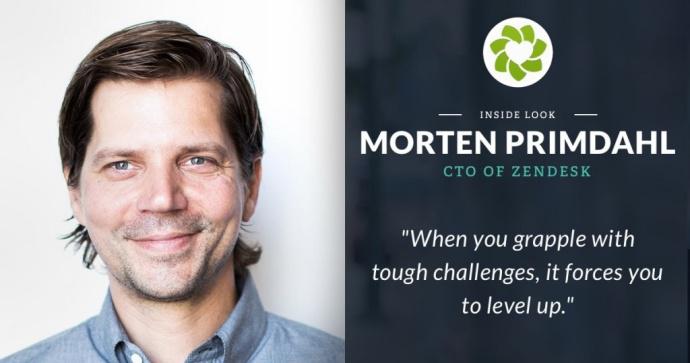 INSIDE LOOK
MORTEN PRIMDAHL
CTO OF ZENDESK
"When you grapple with
tough challenges, it forces you
to level up."